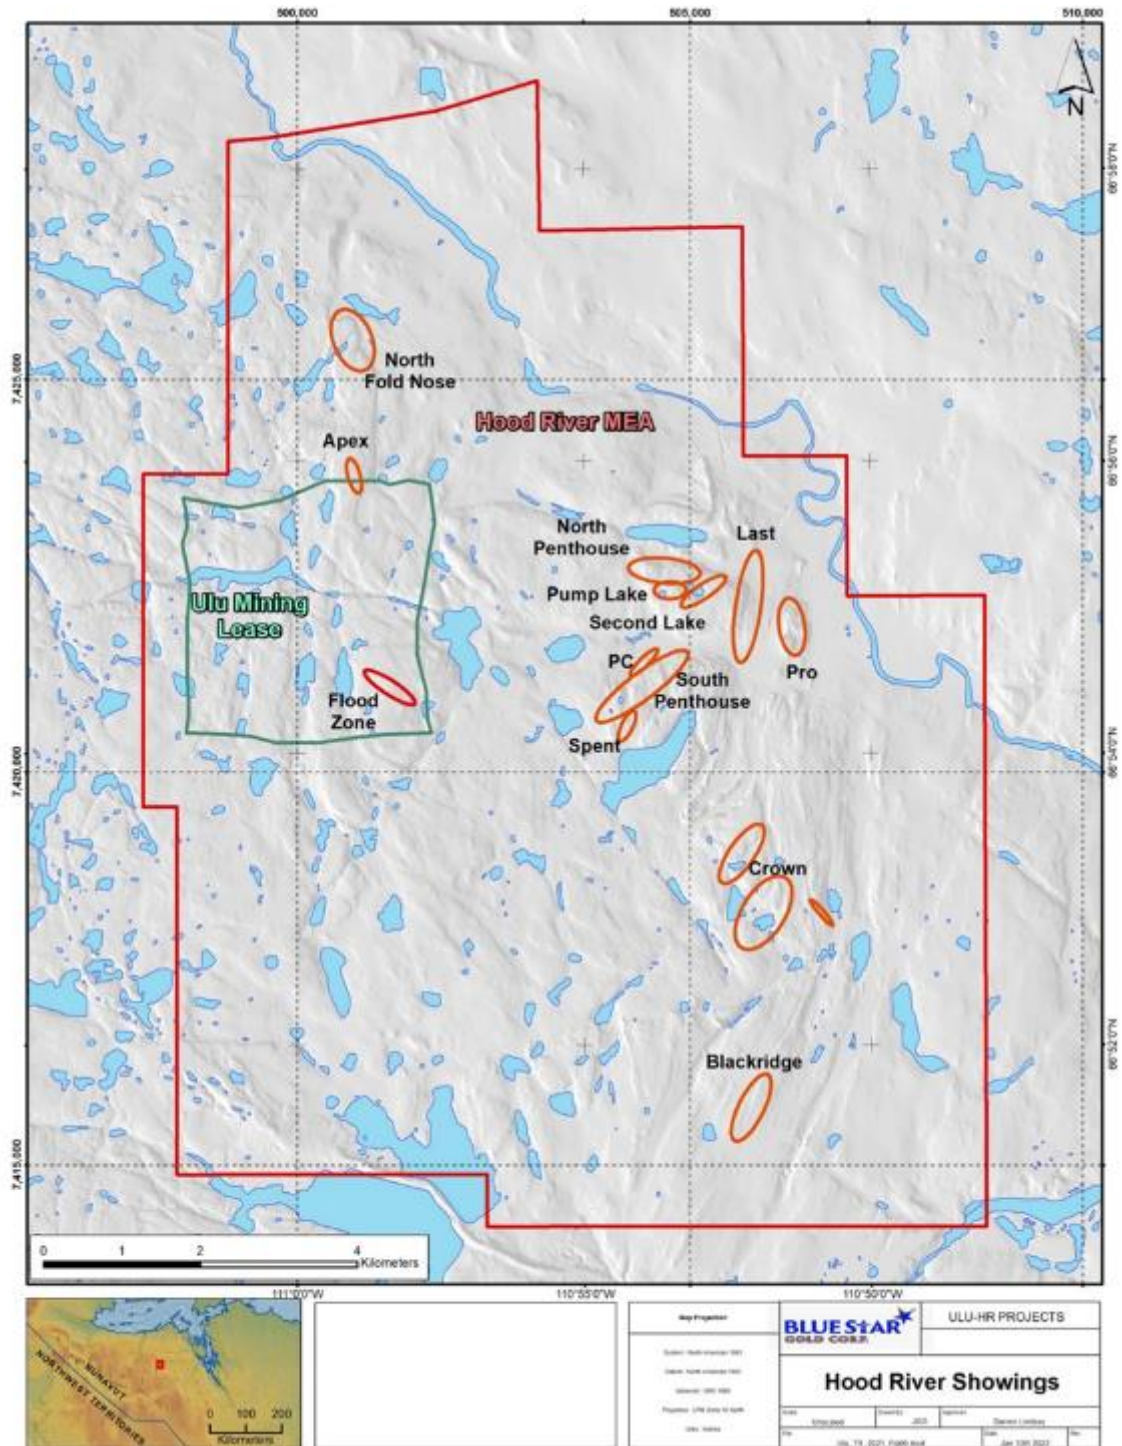 500,000
505,000
510,000
N
66°58'0"N
North
Fold Nose
7,425,000
Hood River MEA
Apex
66°56'0"N
North
Penthouse
Last
Pump Lake
Ulu Mining
Lease
Second Lake
PC
Pro
South
Penthouse
Flood
Zone
Spent
66°54'0"N
7,420,000
Crown
66°52'0"N
Blackridge
7,415,000
0 1 2 4
Kilometers
111°0'0"W
110°55'0"W
110°50'0"W
NUNAVUT
NORTHWEST TERRITORIES
0 100 200
Kilometers
Map Projection
BLUE STAR
GOLD CORP.
ULU-HR PROJECTS
Hood River Showings